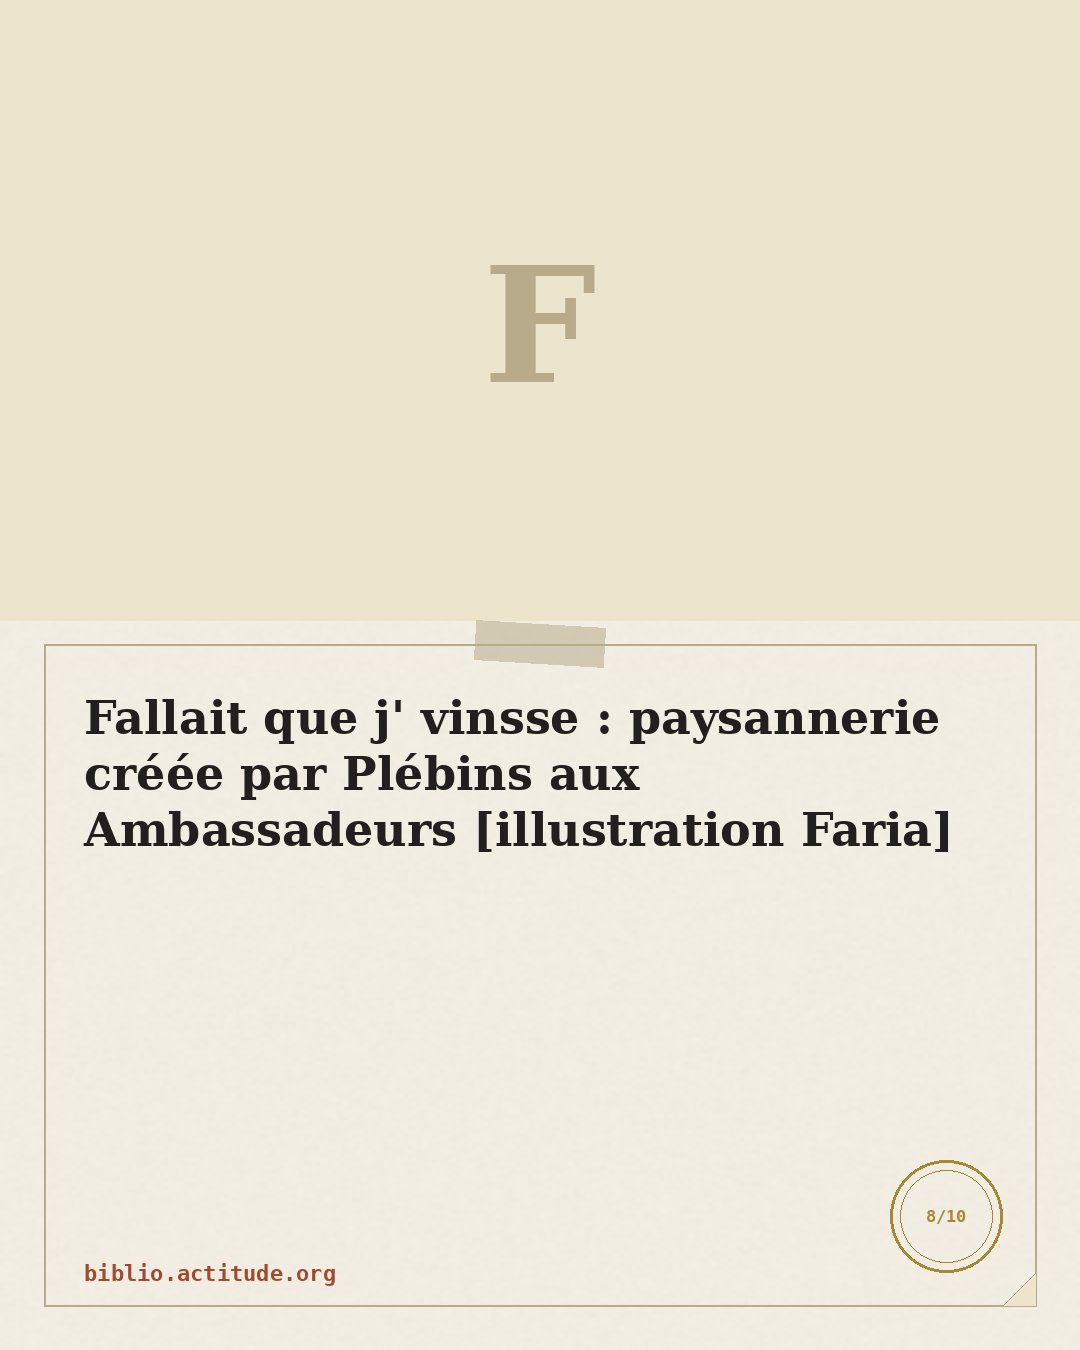 F
Fallait que j' vinsse : paysannerie
créée par Plébins aux
Ambassadeurs [illustration Faria]
8/10
biblio.actitude.org